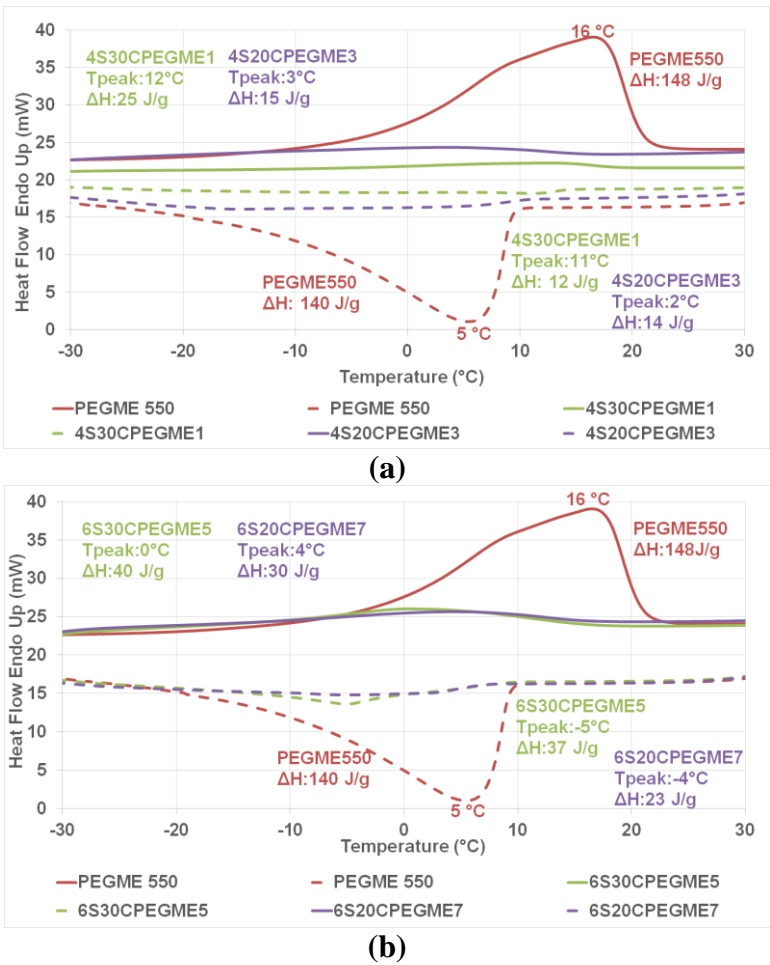 Heat Flow Endo Up (mW)
40
35
30
25
20
15
10
5
0
4S30CPEGME1
Tpeak:12°C
ΔH:25 J/g
4S20CPEGME3
Tpeak:3°C
ΔH:15 J/g
16 °C
PEGME550
ΔH:148 J/g
PEGME550
ΔH: 140 J/g
5 °C
4S30CPEGME1
Tpeak:11°C
ΔH: 12 J/g
4S20CPEGME3
Tpeak:2°C
ΔH:14 J/g
-30 -20 -10 0 10 20 30
Temperature (°C)
PEGME 550 PEGME 550 4S30CPEGME1
4S30CPEGME1 4S20CPEGME3 4S20CPEGME3
(a)
Heat Flow Endo Up (mW)
40
35
30
25
20
15
10
5
0
6S30CPEGME5
Tpeak:0°C
ΔH:40 J/g
6S20CPEGME7
Tpeak:4°C
ΔH:30 J/g
16 °C
PEGME550
ΔH:148J/g
PEGME550
ΔH:140 J/g
5 °C
6S30CPEGME5
Tpeak:-5°C
ΔH:37 J/g
6S20CPEGME7
Tpeak:-4°C
ΔH:23 J/g
-30 -20 -10 0 10 20 30
Temperature (°C)
PEGME 550 PEGME 550 6S30CPEGME5
6S30CPEGME5 6S20CPEGME7 6S20CPEGME7
(b)